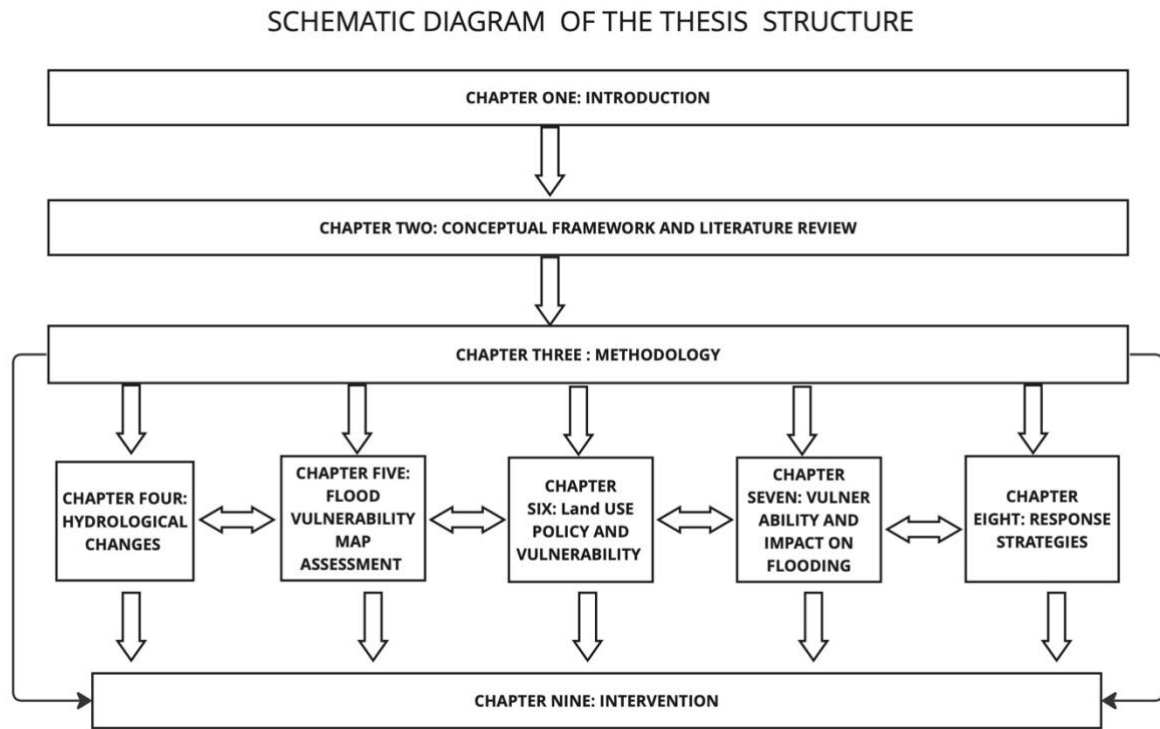 SCHEMATIC DIAGRAM OF THE THESIS STRUCTURE
CHAPTER ONE: INTRODUCTION
CHAPTER TWO: CONCEPTUAL FRAMEWORK AND LITERATURE REVIEW
CHAPTER THREE : METHODOLOGY
CHAPTER FOUR:
HYDROLOGICAL
CHANGES
CHAPTER FIVE:
FLOOD
VULNERABILITY
MAP
ASSESSMENT
CHAPTER
SIX: Land USE
POLICY AND
VULNERABILITY
CHAPTER
SEVEN: VULNER
ABILITY AND
IMPACT ON
FLOODING
CHAPTER
EIGHT: RESPONSE
STRATEGIES
CHAPTER NINE: INTERVENTION